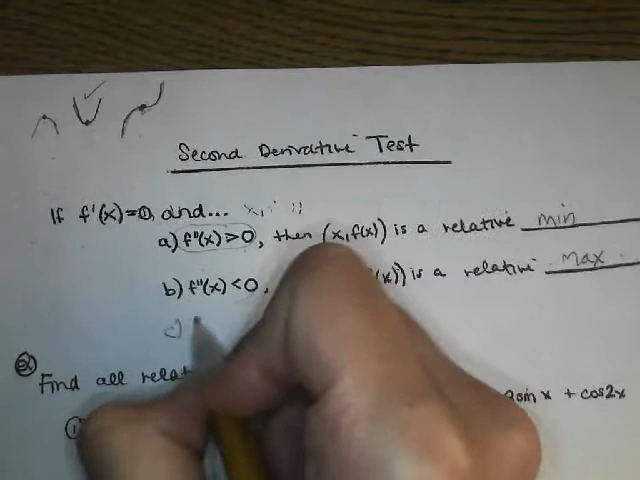 Second Derivative Test
If f'(x)=0, and...
a) f''(x) > 0, then (x, f(x)) is a relative min
b) f''(x) < 0, (x)) is a relative max
c)
ex
Find all relat
sin x + cos2x